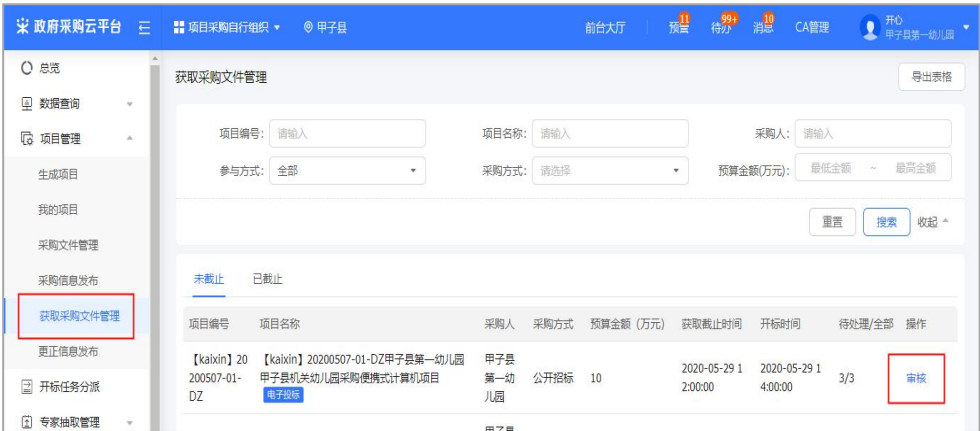 政府采购云平台
项目采购自行组织
甲子县
前台大厅
预警
11
待办
99+
消息
10
CA管理
开心
甲子县第一幼儿园
总览
数据查询
项目管理
生成项目
我的项目
采购文件管理
采购信息发布
获取采购文件管理
更正信息发布
开标任务分派
专家抽取管理
获取采购文件管理
导出表格
项目编号: 请输入
项目名称: 请输入
采购人: 请输入
参与方式: 全部
采购方式: 请选择
预算金额(万元): 最低金额 ~ 最高金额
重置
搜索
收起
未截止
已截止
项目编号 项目名称 采购人 采购方式 预算金额（万元） 获取截止时间 开标时间 待处理/全部 操作
【kaixin】20 【kaixin】20200507-01-DZ甲子县第一幼儿园 甲子县
200507-01- 甲子县机关幼儿园采购便携式计算机项目 第一幼 公开招标 10 2020-05-29 1 2020-05-29 1 3/3 审核
DZ 电子投标 儿园 2:00:00 4:00:00